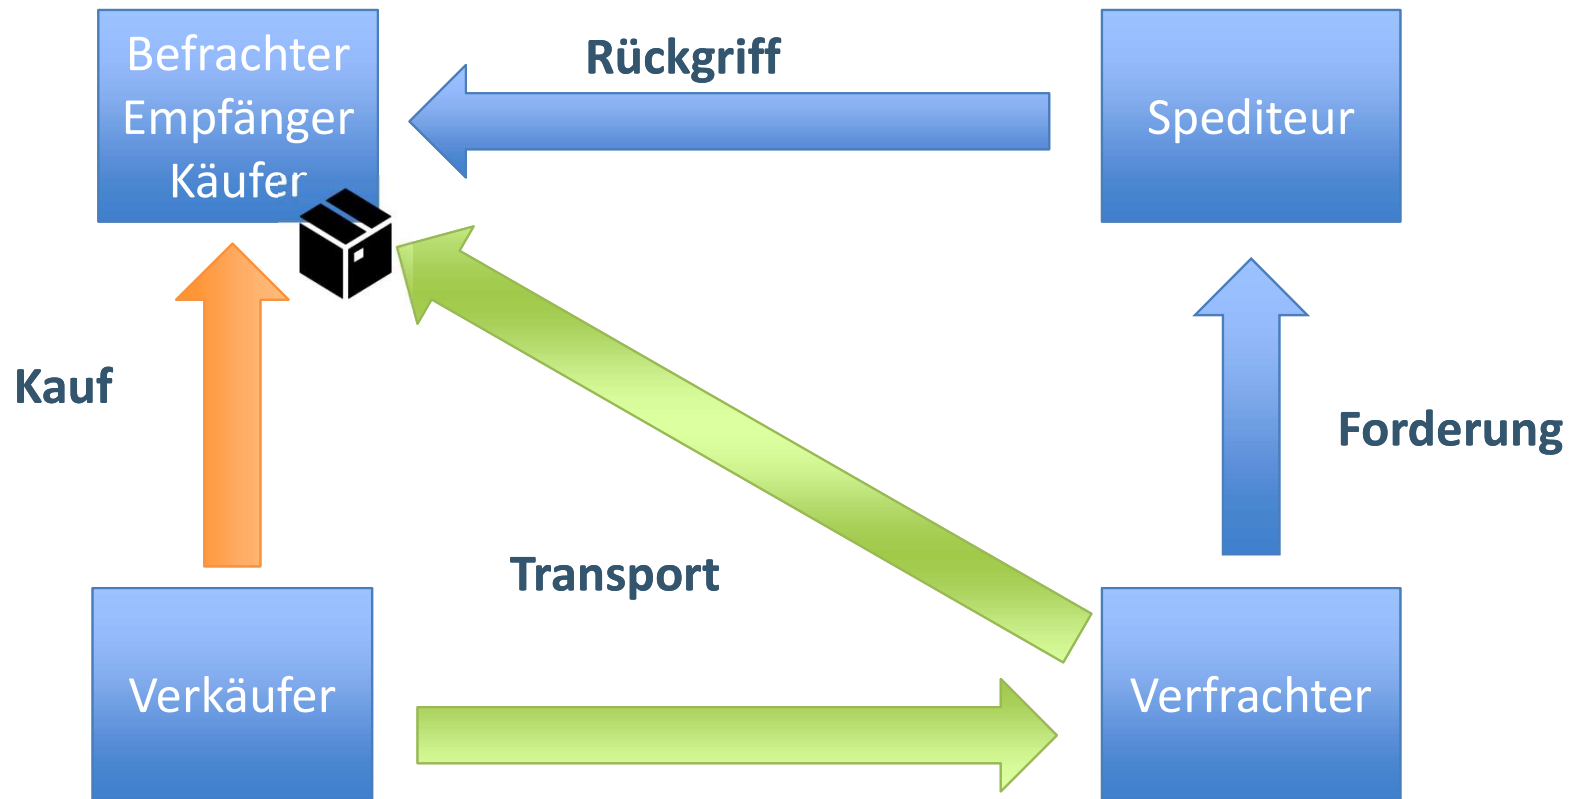 Befrachter
Empfänger
Käufer
Rückgriff
Spediteur
Kauf
Forderung
Transport
Verkäufer
Verfrachter